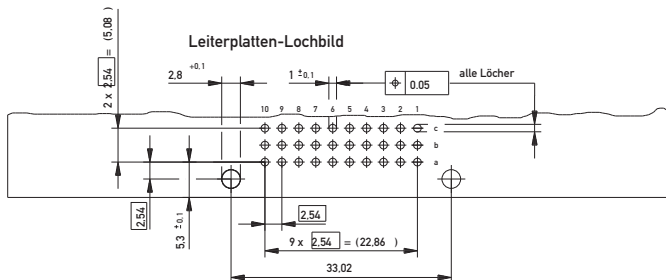 Leiterplatten-Lochbild
2 x 2,54 = (5,08)
2,8 +0,1
1 ±0,1
⌖ 0.05
alle Löcher
10 9 8 7 6 5 4 3 2 1
c
b
a
2,54
5,3 ±0,1
2,54
9 x 2,54 = (22,86)
33,02